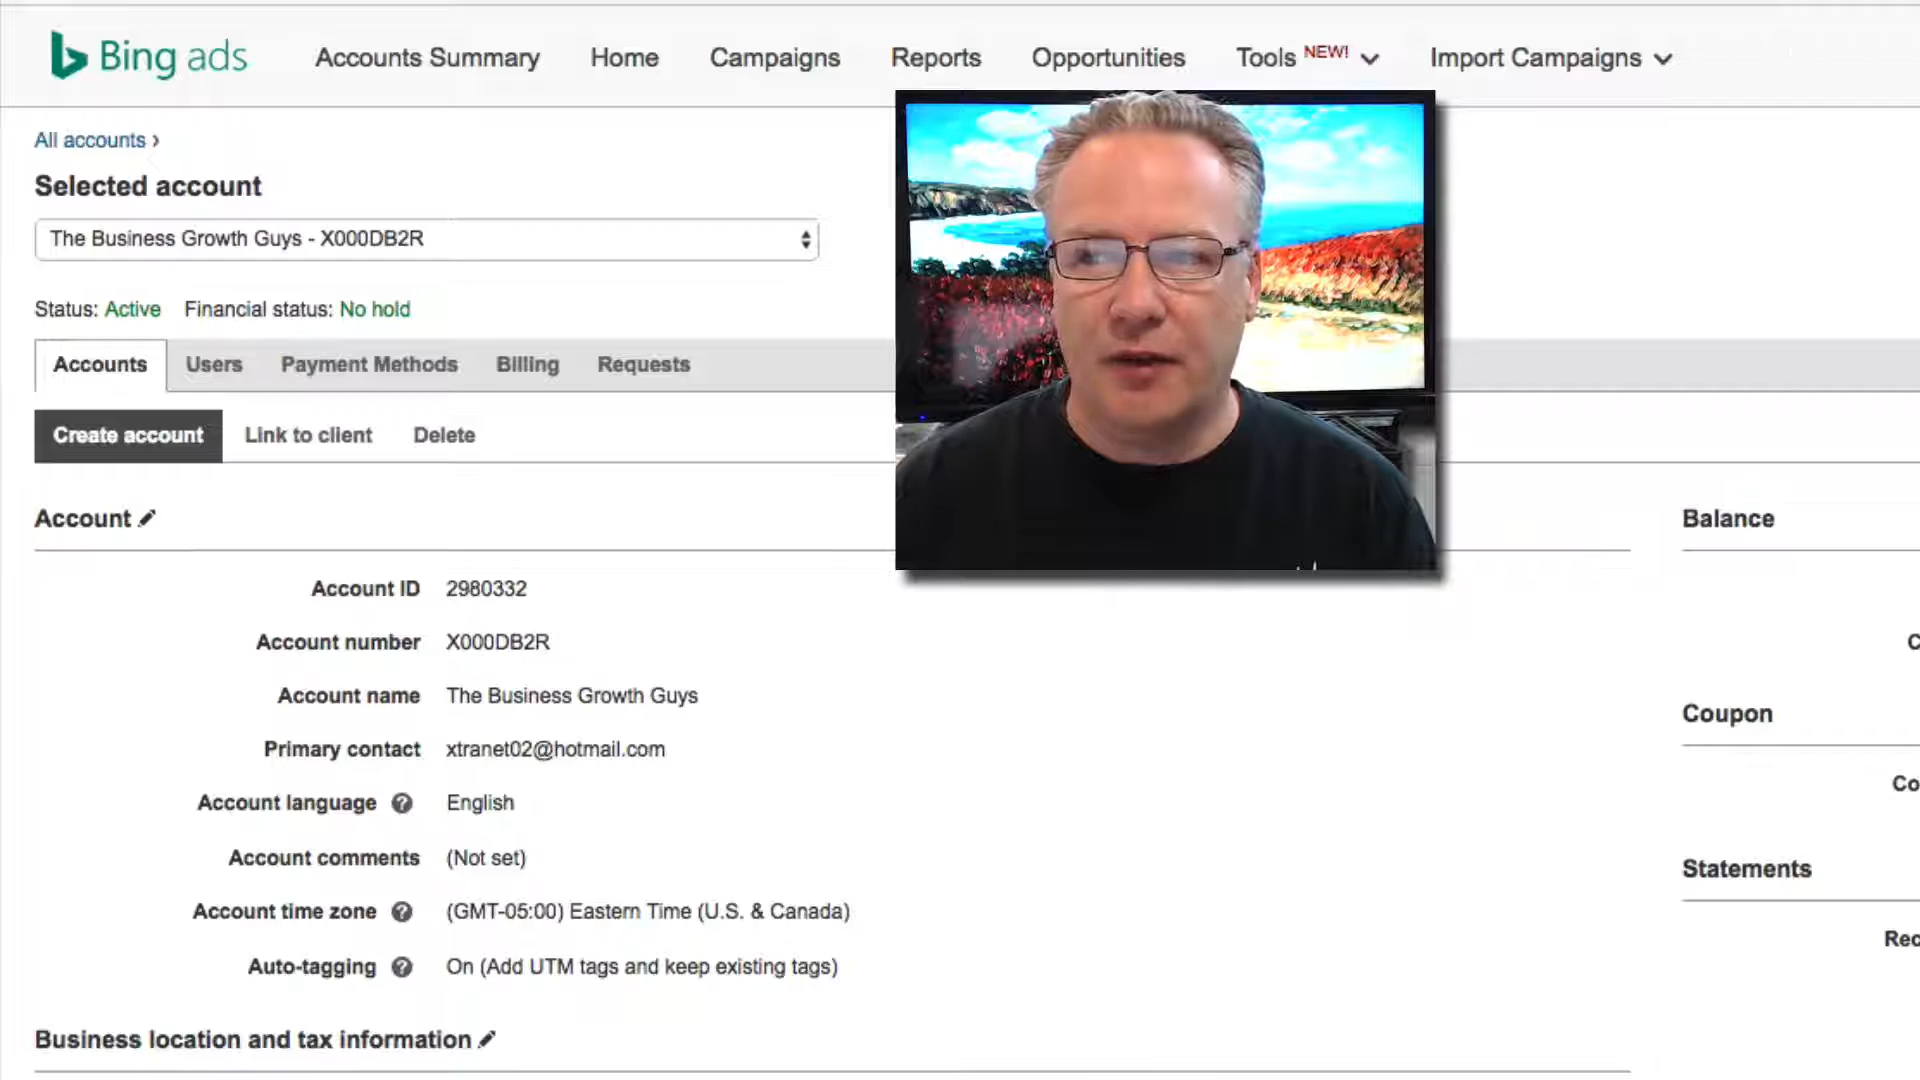 Bing ads Accounts Summary Home Campaigns Reports Opportunities Tools NEW! Import Campaigns
All accounts ›
Selected account
The Business Growth Guys - X000DB2R
Status: Active Financial status: No hold
Accounts Users Payment Methods Billing Requests
Create account Link to client Delete
Account
Balance
Account ID 2980332
Account number X000DB2R
C
Account name The Business Growth Guys
Coupon
Primary contact xtranet02@hotmail.com
Co
Account language ? English
Account comments (Not set)
Statements
Account time zone ? (GMT-05:00) Eastern Time (U.S. & Canada)
Rec
Auto-tagging ? On (Add UTM tags and keep existing tags)
Business location and tax information